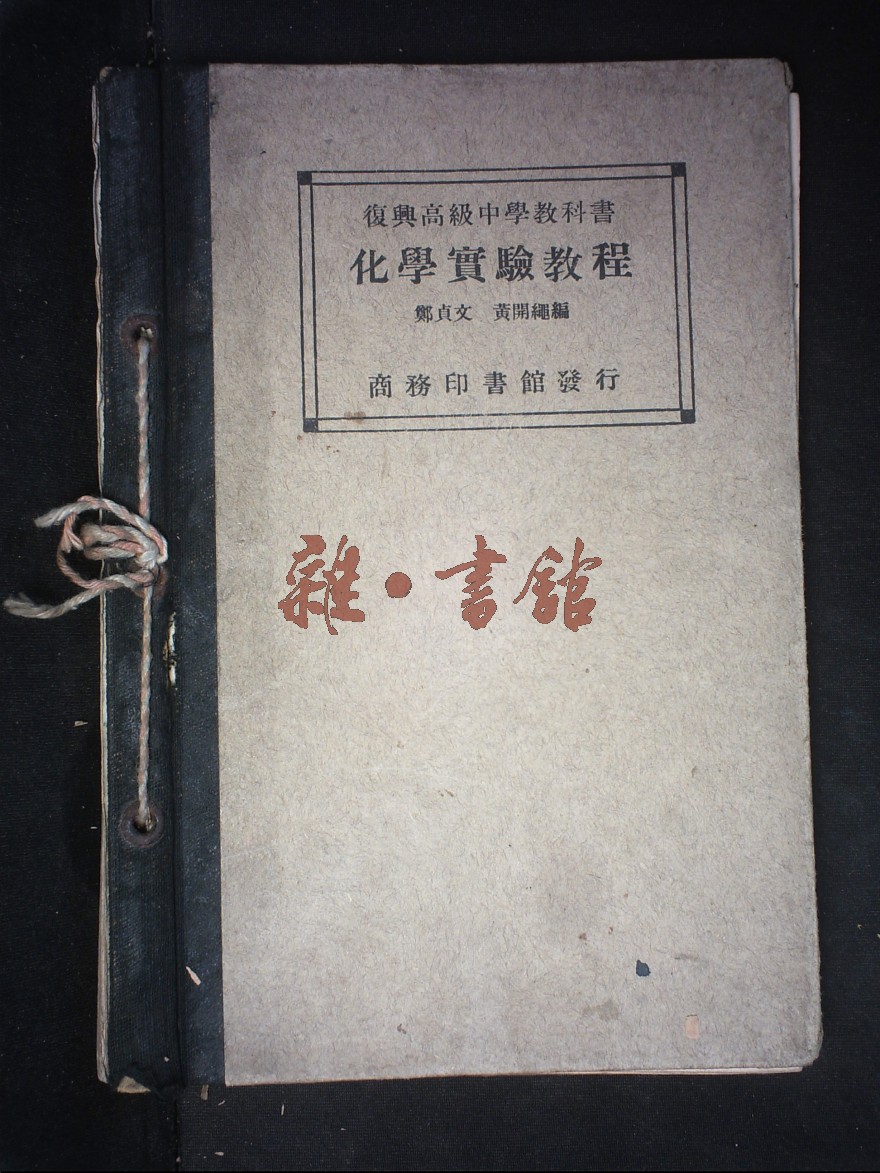 復興高級中學教科書
化學實驗教程
鄭貞文 黃開繩編
商務印書館發行
雜·書館